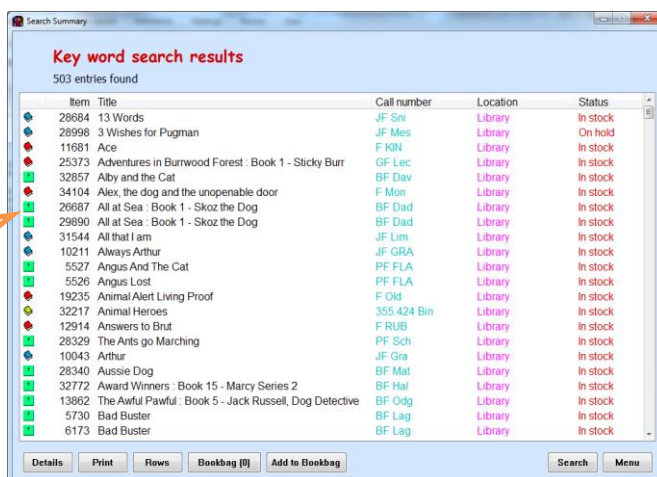 Search Summary
Key word search results
503 entries found
Item Title Call number Location Status
28684 13 Words JF Sni Library In stock
28998 3 Wishes for Pugman JF Mes Library On hold
11681 Ace F KIN Library In stock
25373 Adventures in Burrwood Forest : Book 1 - Sticky Burr GF Lec Library In stock
32857 Alby and the Cat BF Dav Library In stock
34104 Alex, the dog and the unopenable door F Mon Library In stock
26687 All at Sea : Book 1 - Skoz the Dog BF Dad Library In stock
29890 All at Sea : Book 1 - Skoz the Dog BF Dad Library In stock
31544 All that I am JF Lim Library In stock
10211 Always Arthur JF GRA Library In stock
5527 Angus And The Cat PF FLA Library In stock
5526 Angus Lost PF FLA Library In stock
19235 Animal Alert Living Proof F Old Library In stock
32217 Animal Heroes 355.424 Bin Library In stock
12914 Answers to Brut F RUB Library In stock
28329 The Ants go Marching PF Sch Library In stock
10043 Arthur JF Gra Library In stock
28340 Aussie Dog BF Mat Library In stock
32772 Award Winners : Book 15 - Marcy Series 2 BF Hal Library In stock
13862 The Awful Pawful : Book 5 - Jack Russell, Dog Detective BF Odg Library In stock
5730 Bad Buster BF Lag Library In stock
6173 Bad Buster BF Lag Library In stock
Details Print Rows Bookbag (0) Add to Bookbag Search Menu